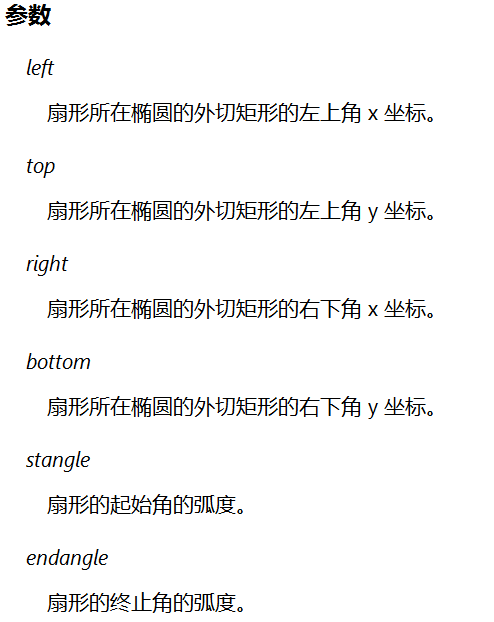 参数
left
扇形所在椭圆的外切矩形的左上角 x 坐标。
top
扇形所在椭圆的外切矩形的左上角 y 坐标。
right
扇形所在椭圆的外切矩形的右下角 x 坐标。
bottom
扇形所在椭圆的外切矩形的右下角 y 坐标。
stangle
扇形的起始角的弧度。
endangle
扇形的终止角的弧度。